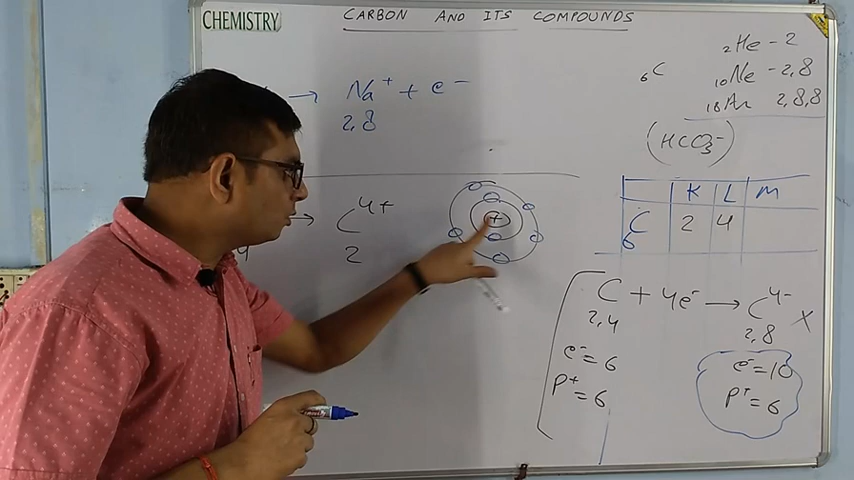 CHEMISTRY
CARBON AND ITS COMPOUNDS
→ Na⁺ + e⁻
2,8
₆C
₂He - 2
₁₀Ne - 2,8
₁₈Ar 2,8,8
(HCO₃⁻)
→ C⁴⁺
2
+
K L M
₆C 2 4
C + 4e⁻ → C⁴⁻ X
2,4 2,8
e⁻ = 6
P⁺ = 6
e⁻ = 10
P⁺ = 6